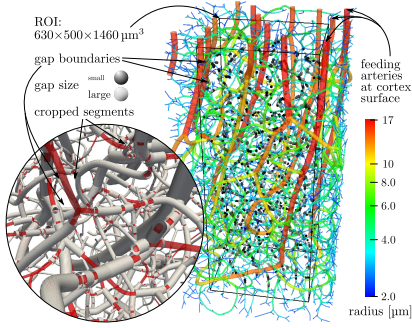 ROI:
630×500×1460 μm³
gap boundaries
gap size
small
large
cropped segments
feeding
arteries
at cortex
surface
17
10
8.0
6.0
4.0
2.0
radius [μm]